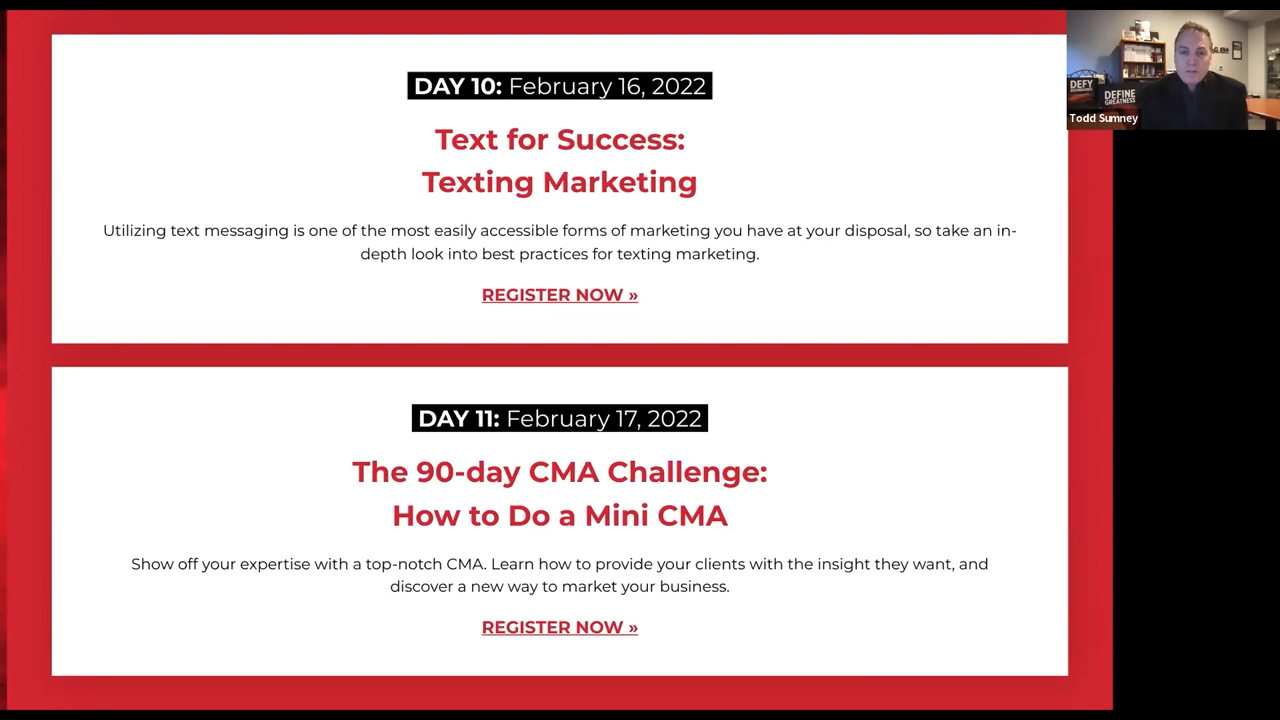 DAY 10: February 16, 2022
Text for Success:
Texting Marketing
Utilizing text messaging is one of the most easily accessible forms of marketing you have at your disposal, so take an in-
depth look into best practices for texting marketing.
REGISTER NOW »
DAY 11: February 17, 2022
The 90-day CMA Challenge:
How to Do a Mini CMA
Show off your expertise with a top-notch CMA. Learn how to provide your clients with the insight they want, and
discover a new way to market your business.
REGISTER NOW »
DEFY
DEFINE
GREATNESS
Todd Sumney